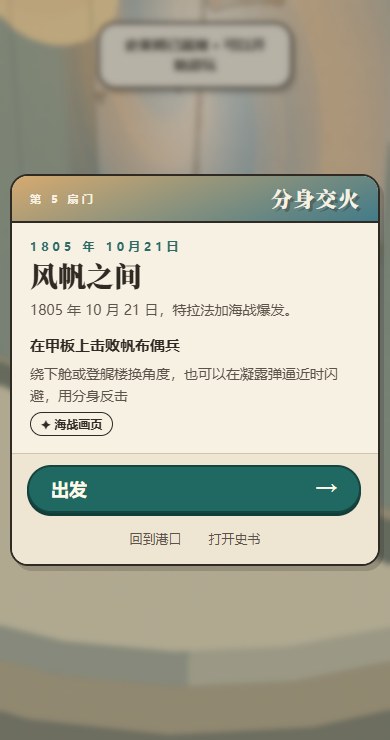 第 5 扇门
分身交火
1805 年 10月21日
风帆之间
1805 年 10 月 21 日，特拉法加海战爆发。
在甲板上击败帆布偶兵
绕下舱或登艉楼换角度，也可以在凝露弹逼近时闪
避，用分身反击
✦ 海战画页
出发 →
回到港口 打开史书